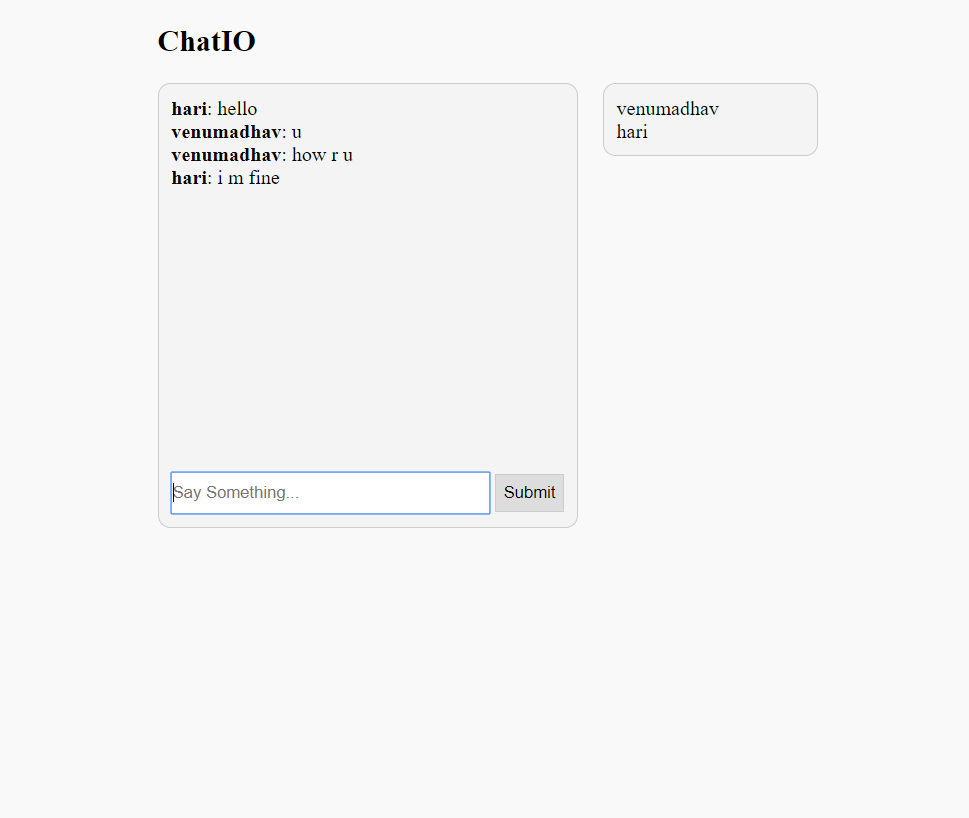 ChatIO
hari: hello
venumadhav: u
venumadhav: how r u
hari: i m fine
Say Something...
Submit
venumadhav
hari